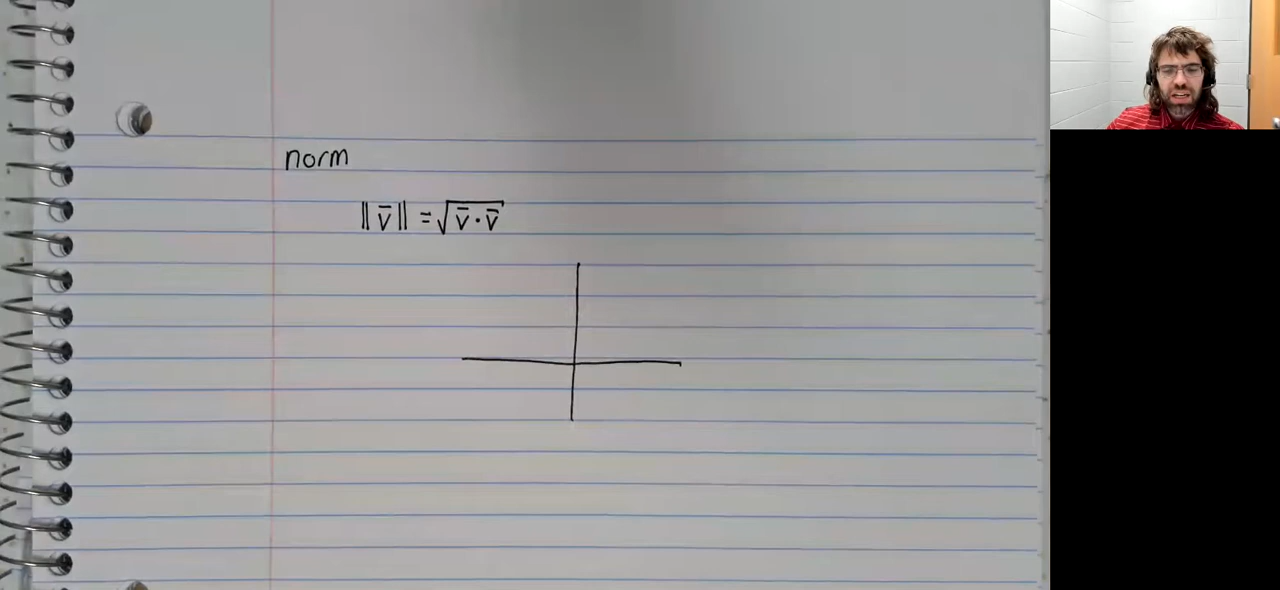 norm
‖v̄‖ = √v̄·v̄